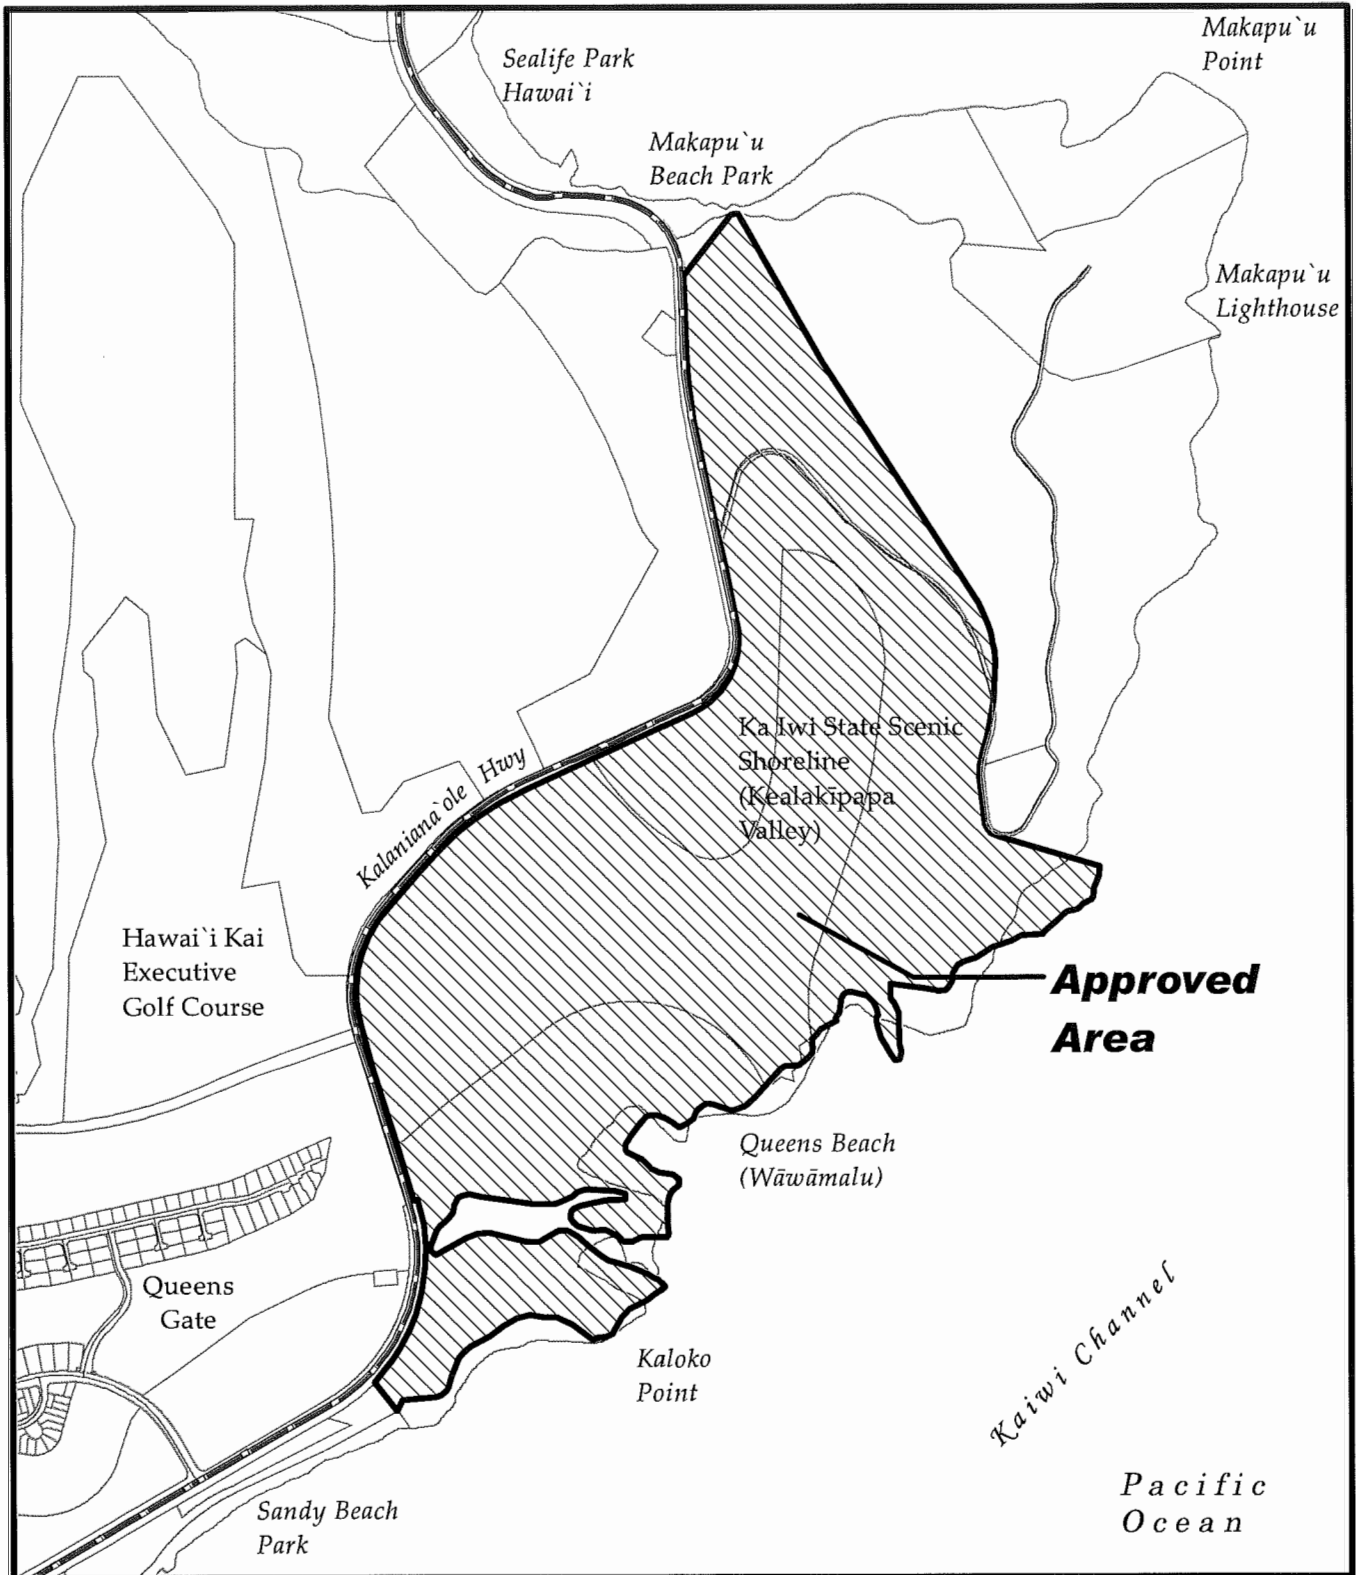 Makapu`u
Point
Sealife Park
Hawai`i
Makapu`u
Beach Park
Makapu`u
Lighthouse
Ka Iwi State Scenic
Shoreline
(Kealakīpapa
Valley)
Kalaniana`ole Hwy
Hawai`i Kai
Executive
Golf Course
Approved
Area
Queens Beach
(Wāwāmalu)
Queens
Gate
Kaloko
Point
Kaiwi Channel
Pacific
Ocean
Sandy Beach
Park